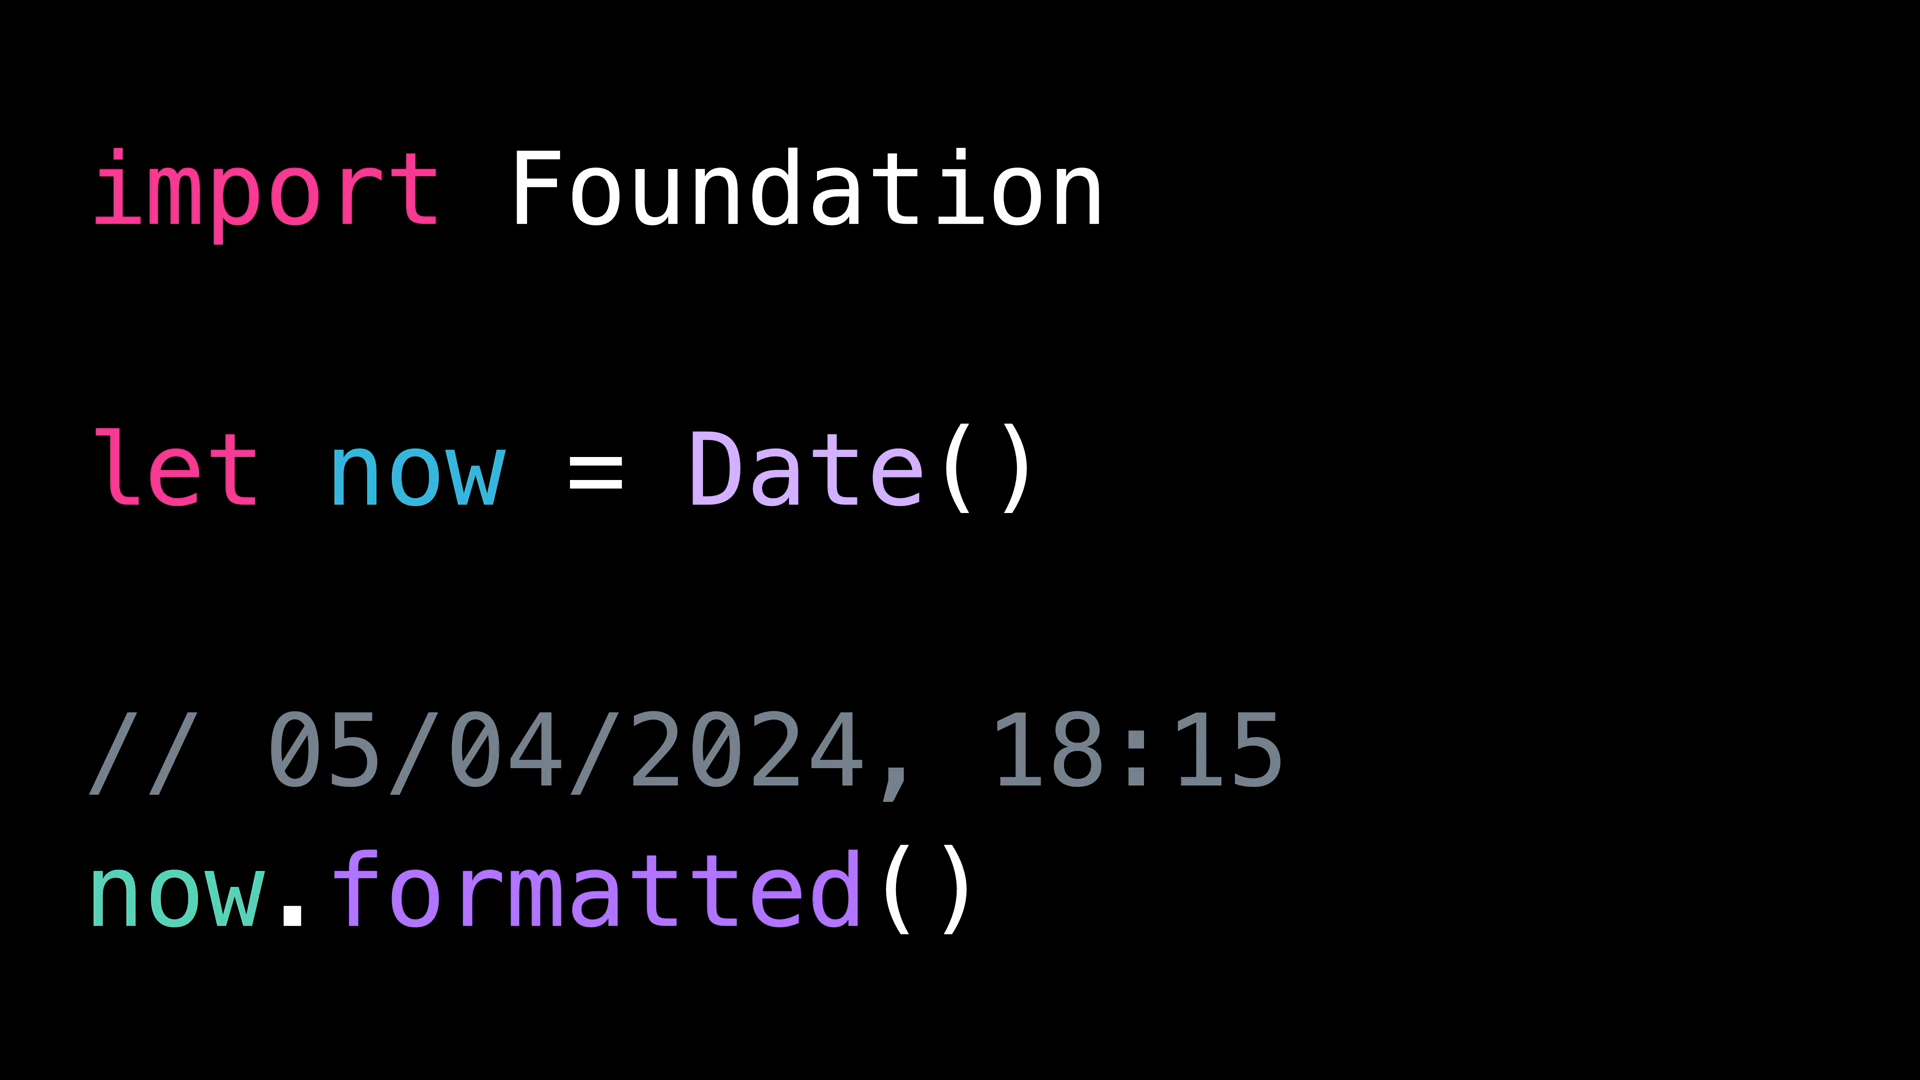 import Foundation
let now = Date()
// 05/04/2024, 18:15
now.formatted()